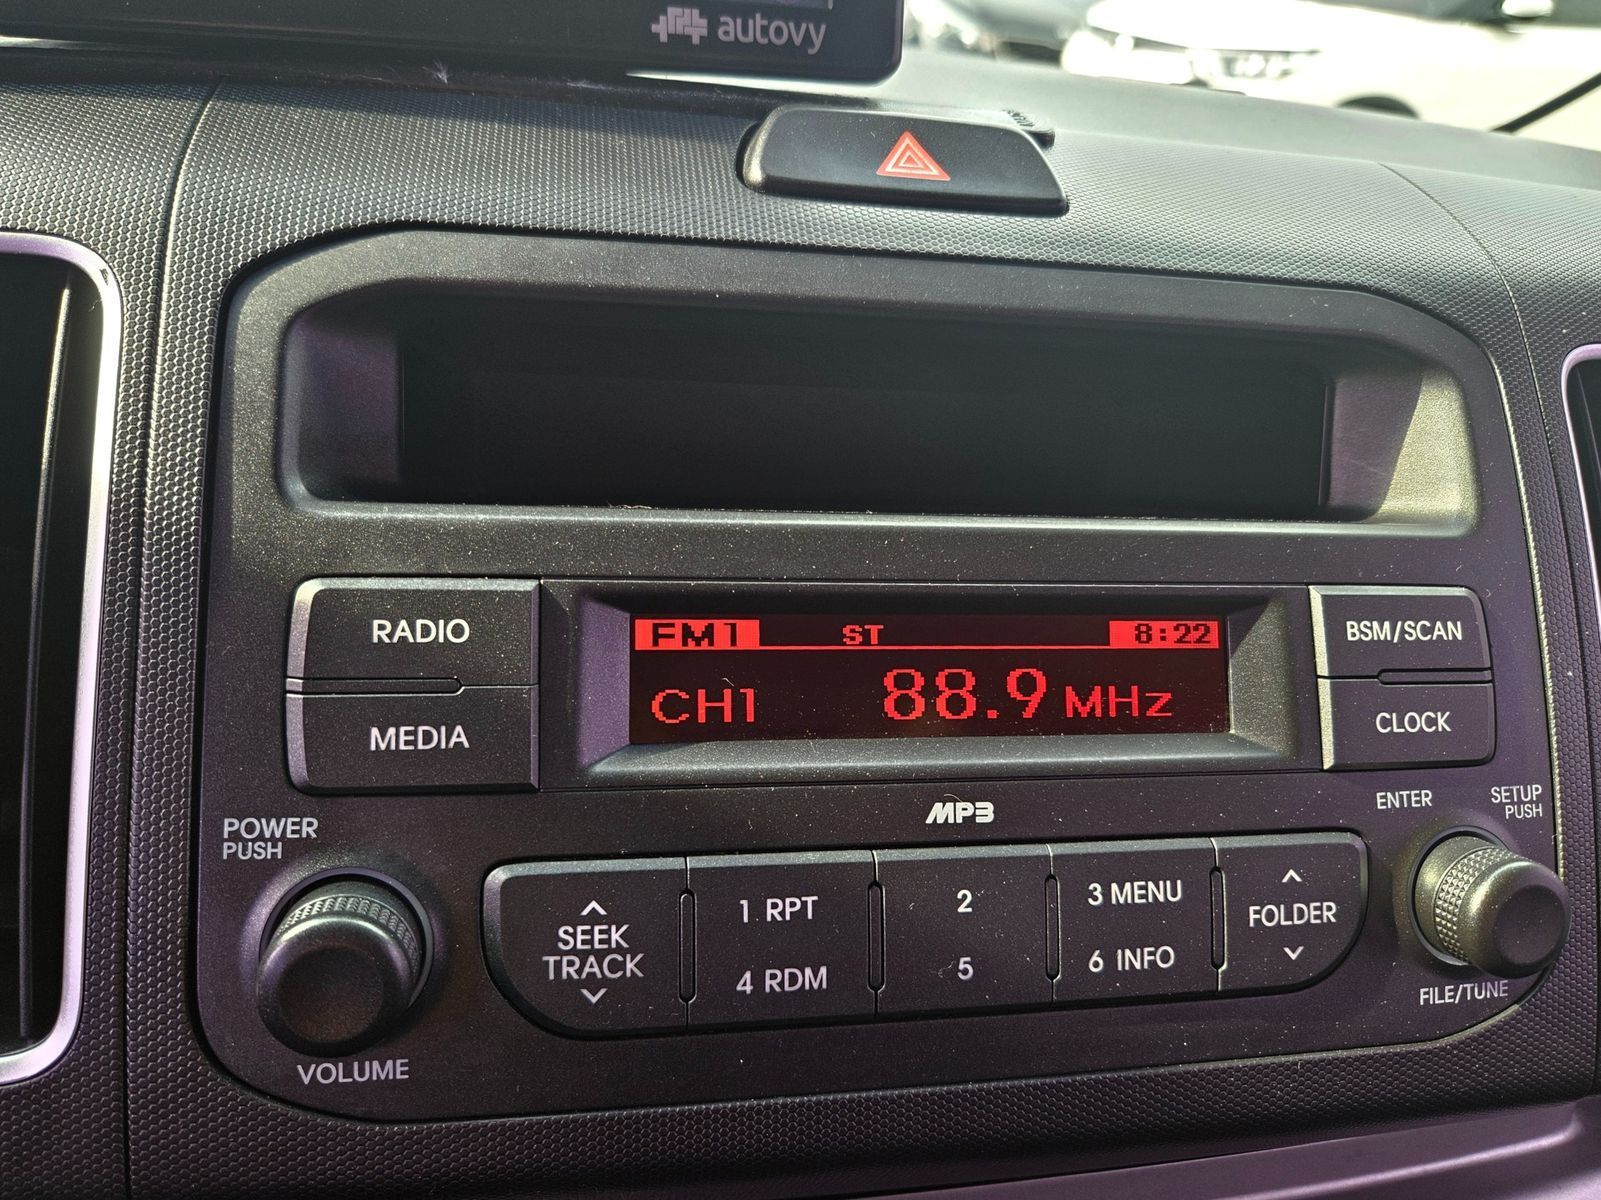 autovy
RADIO
MEDIA
FM1 ST 8:22
CH1 88.9 MHz
BSM/SCAN
CLOCK
MP3
POWER
PUSH
VOLUME
SEEK
TRACK
1 RPT
4 RDM
2
5
3 MENU
6 INFO
FOLDER
ENTER
SETUP
PUSH
FILE/TUNE